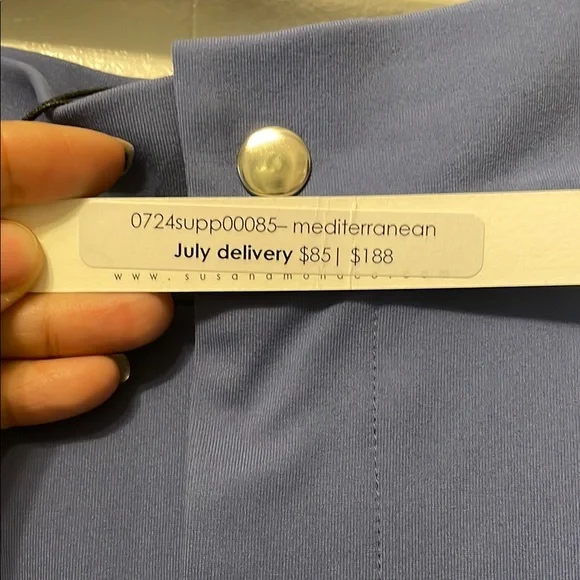 0724supp00085– mediterranean
July delivery $85| $188